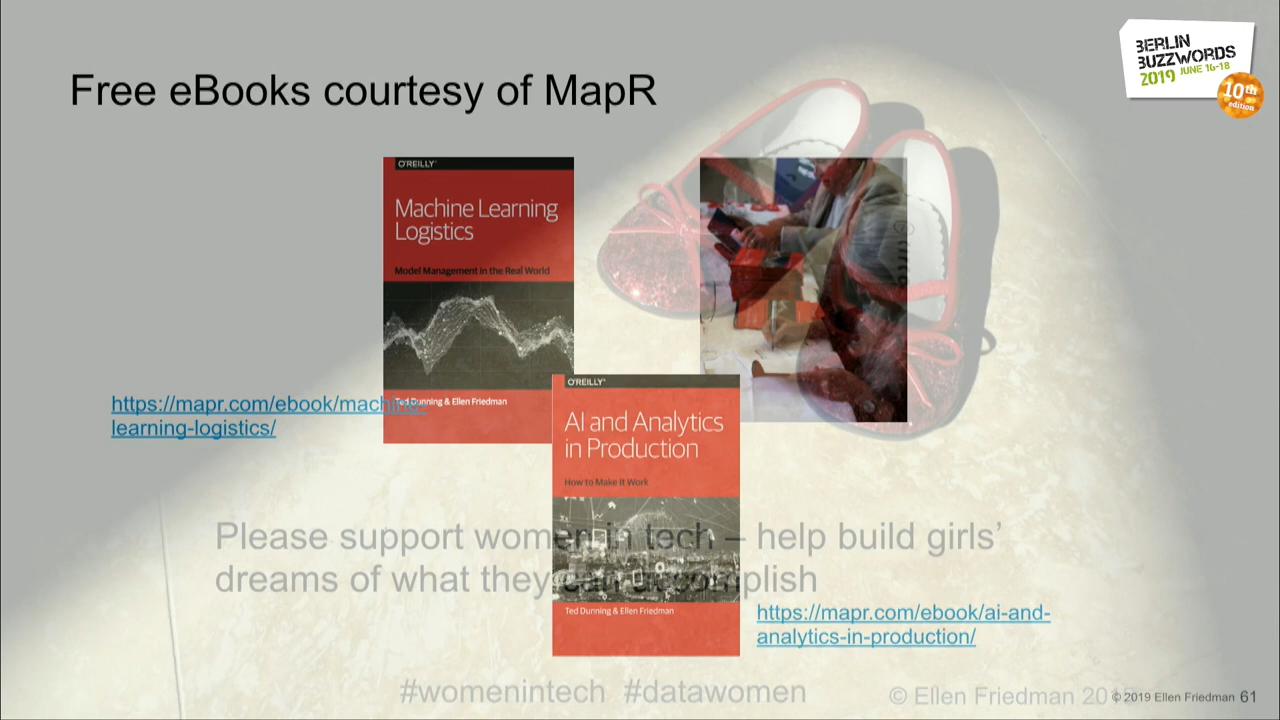 BERLIN
BUZZWORDS
2019 JUNE 16-18
10th
edition
Free eBooks courtesy of MapR
O'REILLY
Machine Learning
Logistics
Model Management in the Real World
Ted Dunning & Ellen Friedman
https://mapr.com/ebook/machine-
learning-logistics/
O'REILLY
AI and Analytics
in Production
How to Make It Work
Ted Dunning & Ellen Friedman
https://mapr.com/ebook/ai-and-
analytics-in-production/
Please support women in tech – help build girls’
dreams of what they can accomplish
#womenintech #datawomen
© Ellen Friedman
© 2019 Ellen Friedman 61